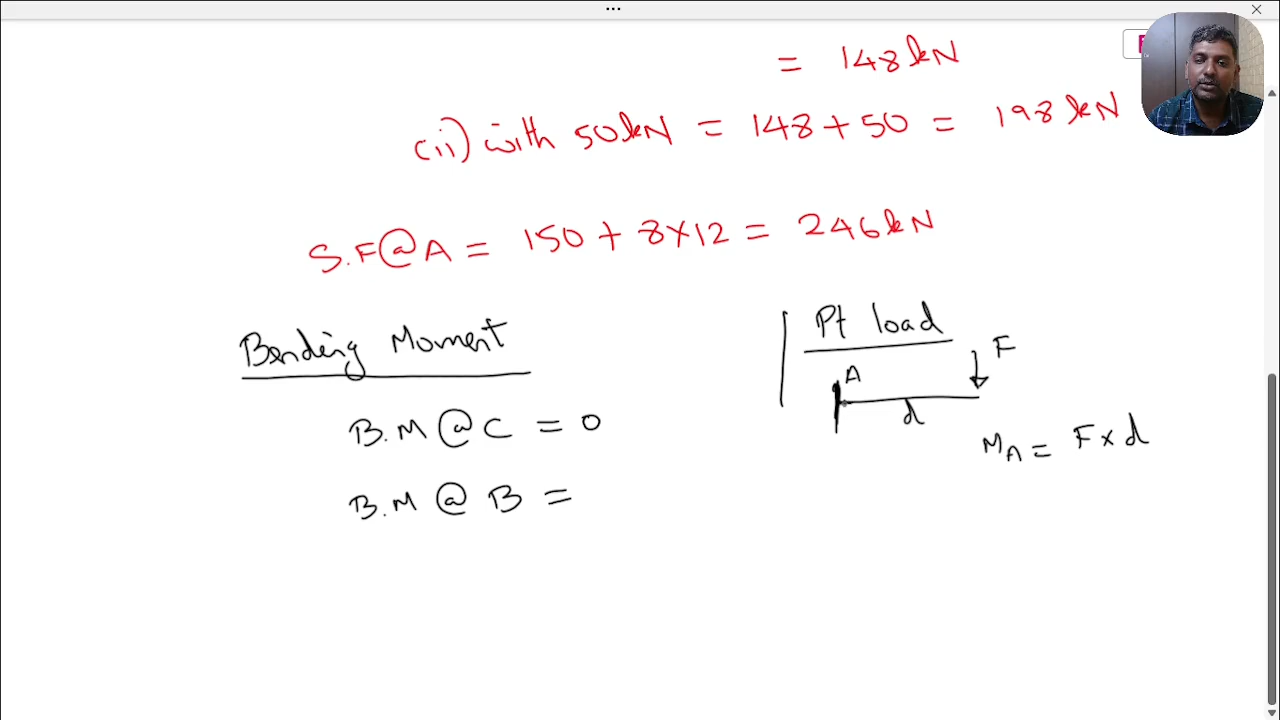 = 148 kN
(ii) with 50kN = 148 + 50 = 198 kN
S.F@A = 150 + 8×12 = 246 kN
Bending Moment
B.M @ C = 0
B.M @ B =
Pt load
F
A
d
MA = F × d